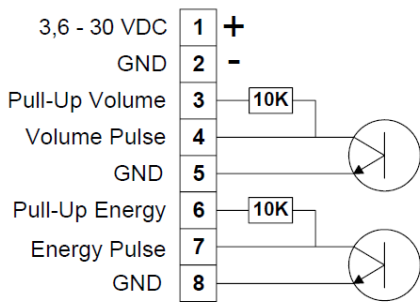 3,6 - 30 VDC 1 +
GND 2 -
Pull-Up Volume 3 10K
Volume Pulse 4
GND 5
Pull-Up Energy 6 10K
Energy Pulse 7
GND 8